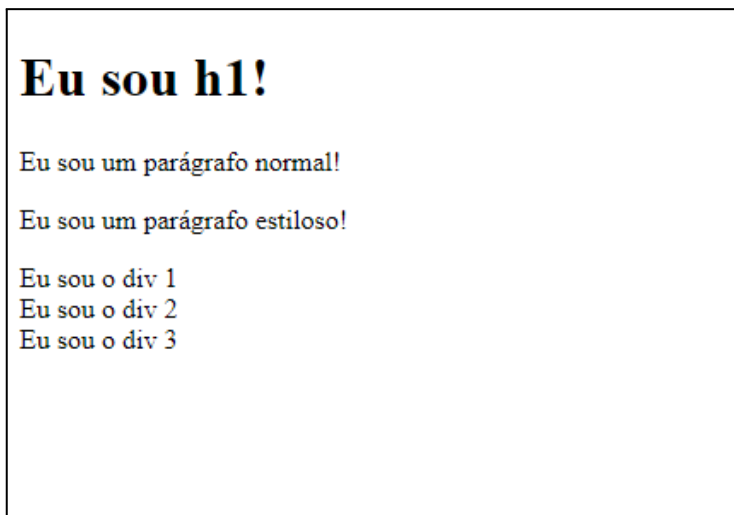 Eu sou h1!
Eu sou um parágrafo normal!
Eu sou um parágrafo estiloso!
Eu sou o div 1
Eu sou o div 2
Eu sou o div 3